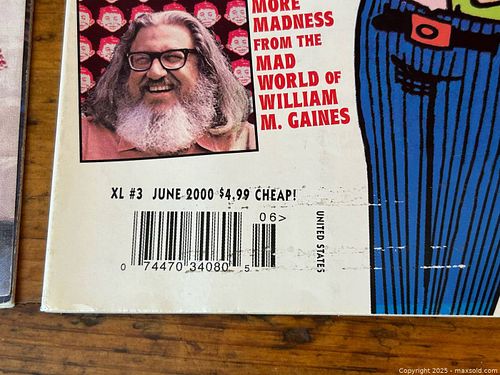 MORE
MADNESS
FROM THE
MAD
WORLD OF
WILLIAM
M. GAINES
XL #3 JUNE 2000 $4.99 CHEAP!
06>
UNITED STATES
0 74470 34080 5
Copyright 2025 - maxsold.com